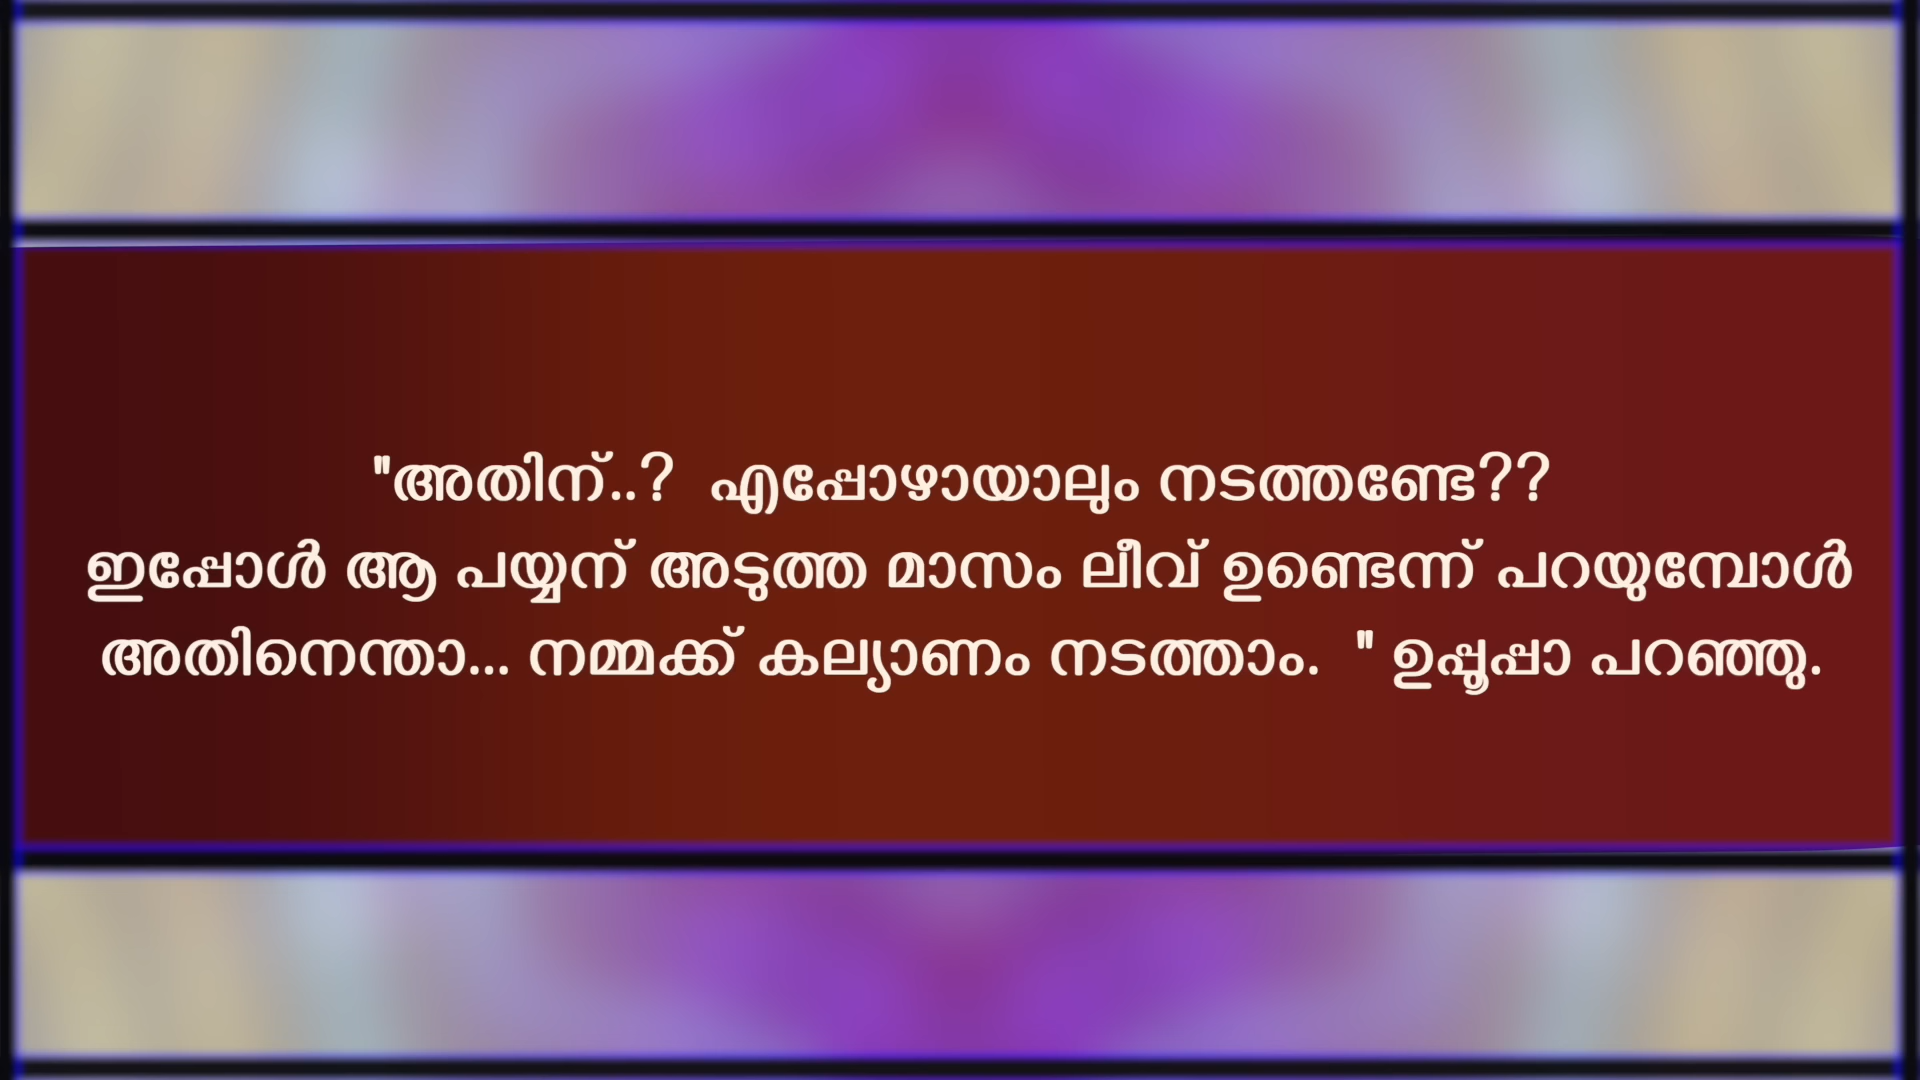 "അതിന്..?  എപ്പോഴായാലും നടത്തണ്ടേ??
ഇപ്പോൾ ആ പയ്യന് അടുത്ത മാസം ലീവ് ഉണ്ടെന്ന് പറയുമ്പോൾ
അതിനെന്താ... നമ്മക്ക് കല്യാണം നടത്താം.  " ഉപ്പൂപ്പാ പറഞ്ഞു.